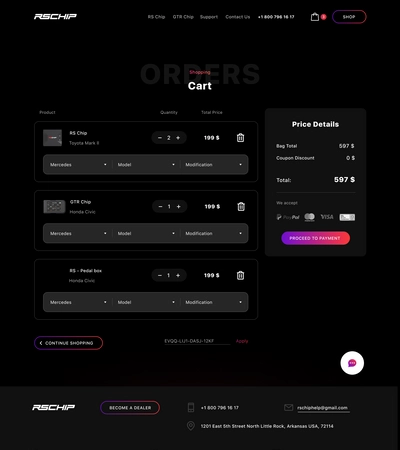 RSCHIP
RS Chip GTR Chip Support Contact Us +1 800 796 16 17 3 SHOP
ORDERS
Shopping
Cart
Product Quantity Total Price
RS Chip
Toyota Mark II
− 2 + 199 $
Mercedes Model Modification
GTR Chip
Honda Civic
− 1 + 199 $
Mercedes Model Modification
RS - Pedal box
Honda Civic
− 1 + 199 $
Mercedes Model Modification
CONTINUE SHOPPING
EVQQ-LIJ1-OASJ-12KF Apply
Price Details
Bag Total 597 $
Coupon Discount 0 $
Total: 597 $
We accept
PayPal VISA
PROCEED TO PAYMENT
RSCHIP
BECOME A DEALER
+1 800 796 16 17
rschiphelp@gmail.com
1201 East 5th Street North Little Rock, Arkansas USA, 72114